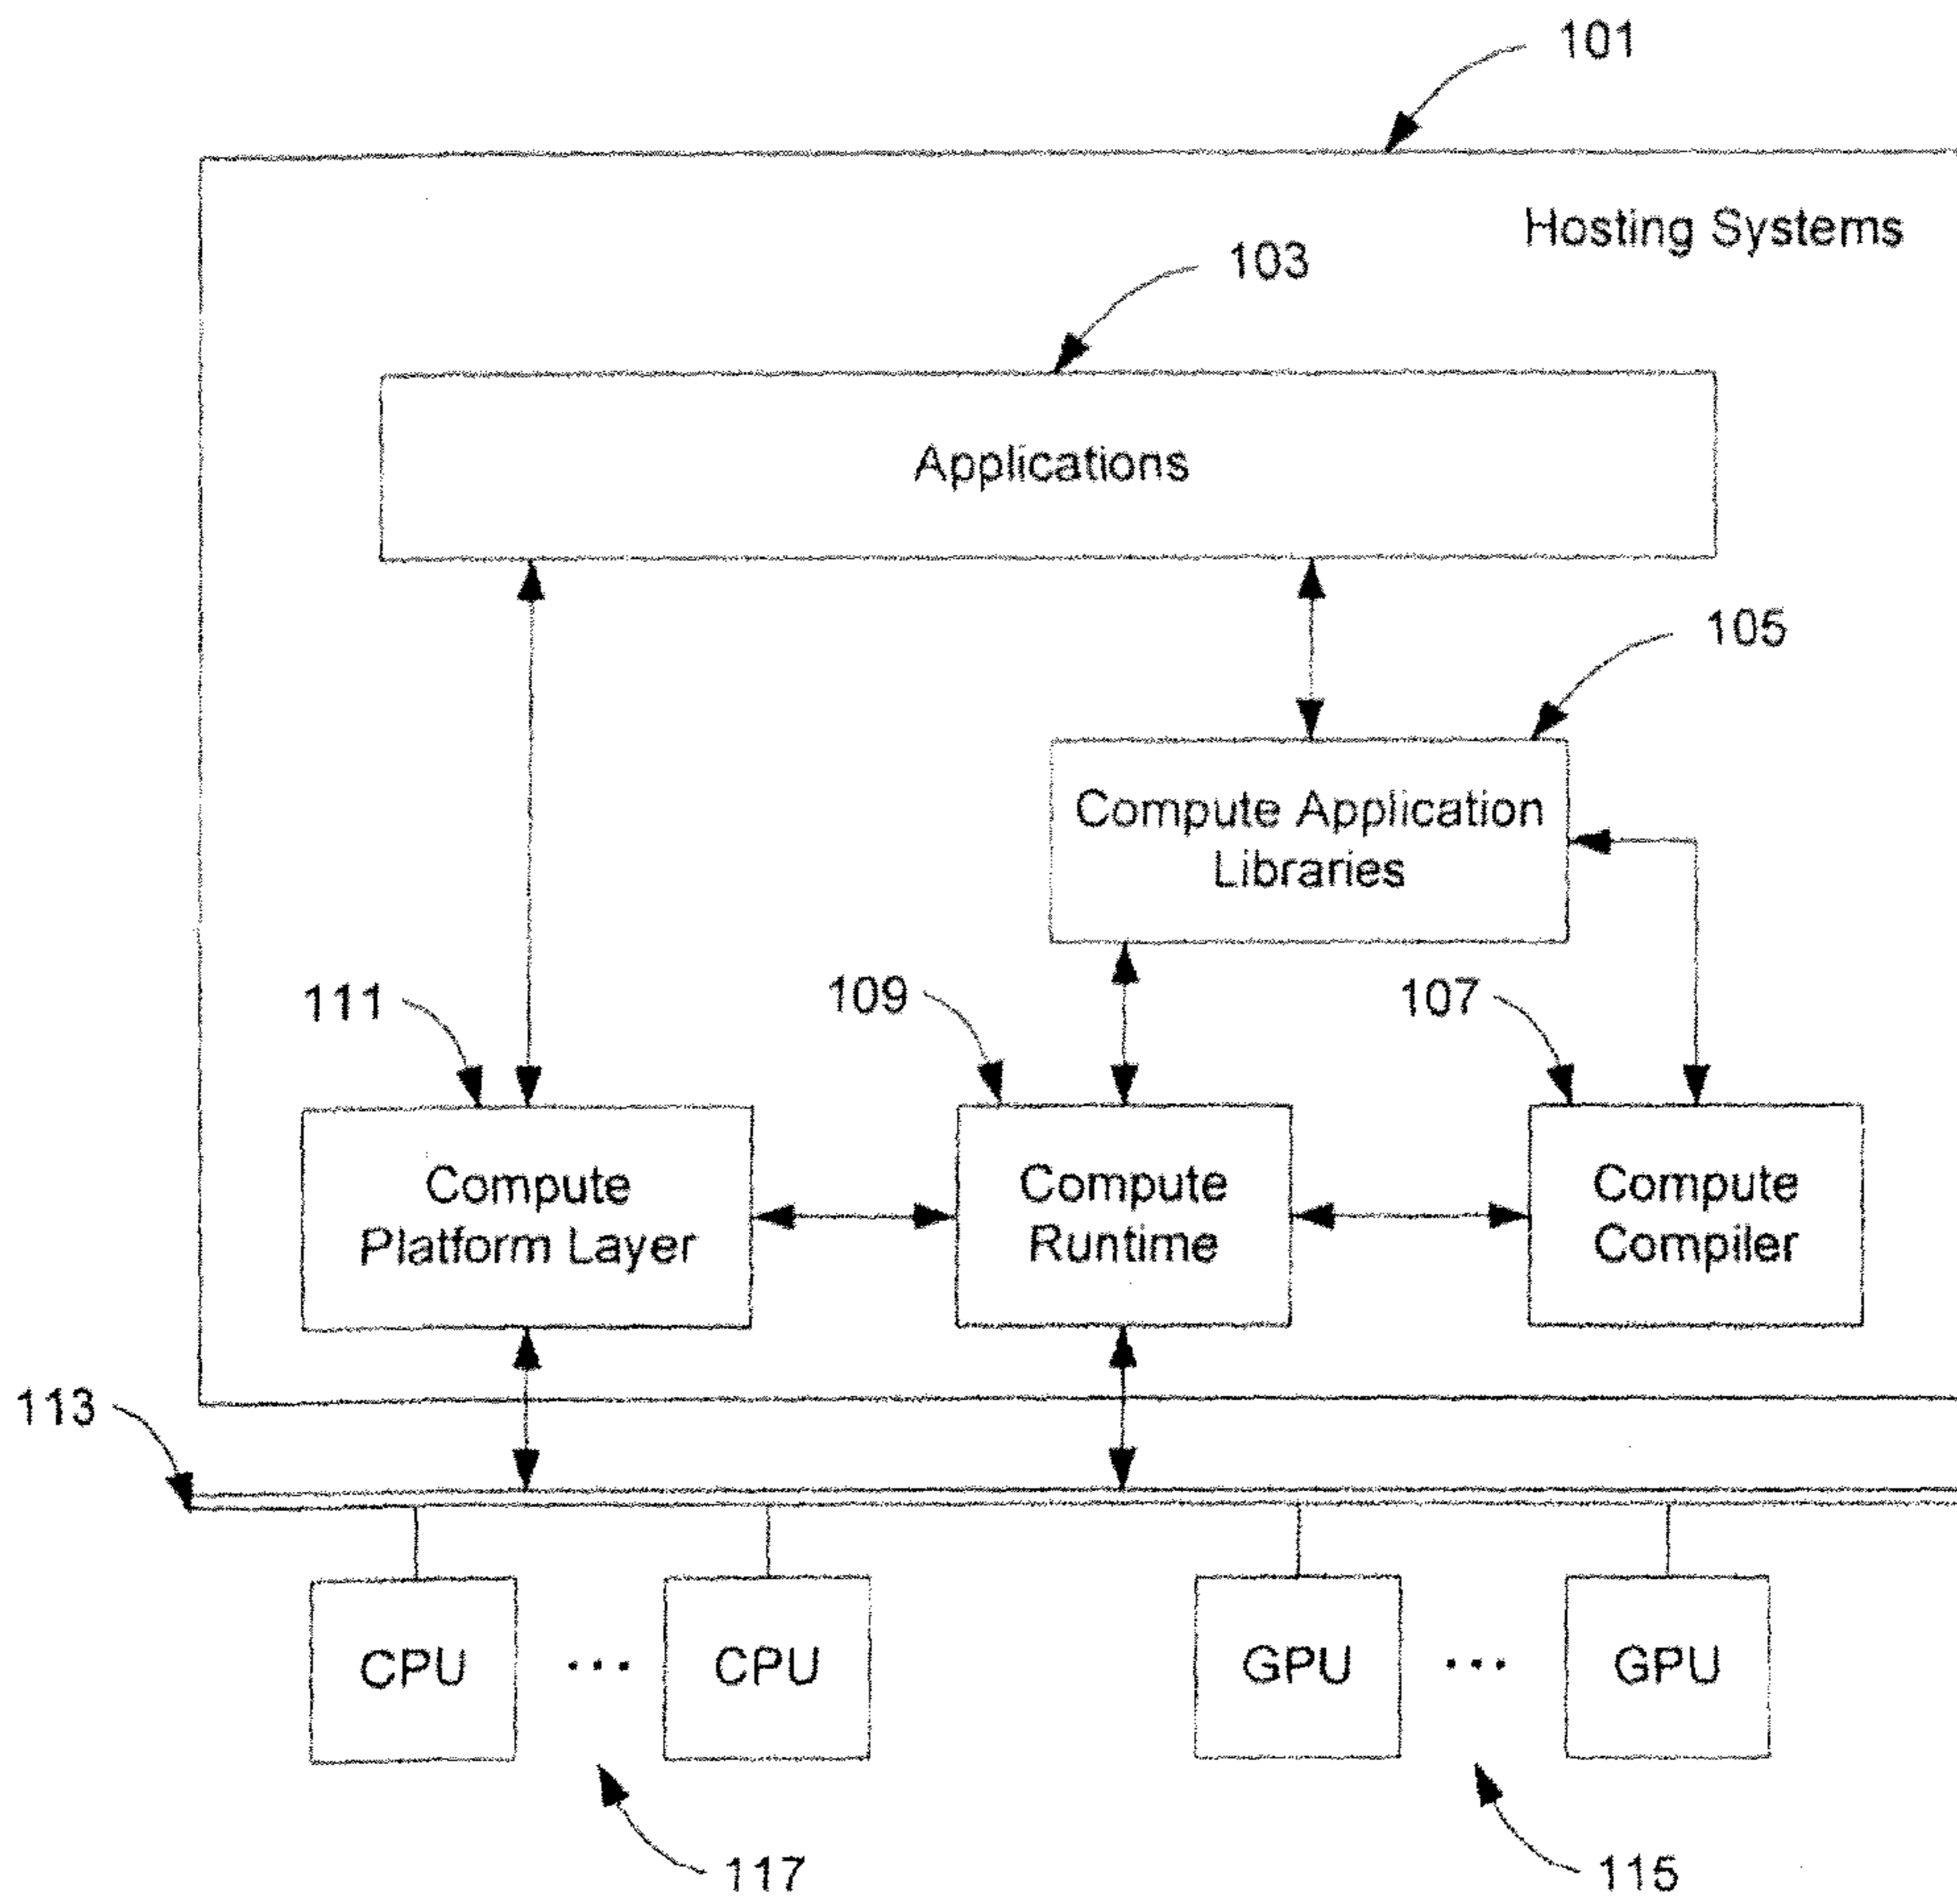 101
Hosting Systems
103
Applications
105
Compute Application
Libraries
111
109
107
Compute
Platform Layer
Compute
Runtime
Compute
Compiler
113
CPU
...
CPU
GPU
...
GPU
117
115